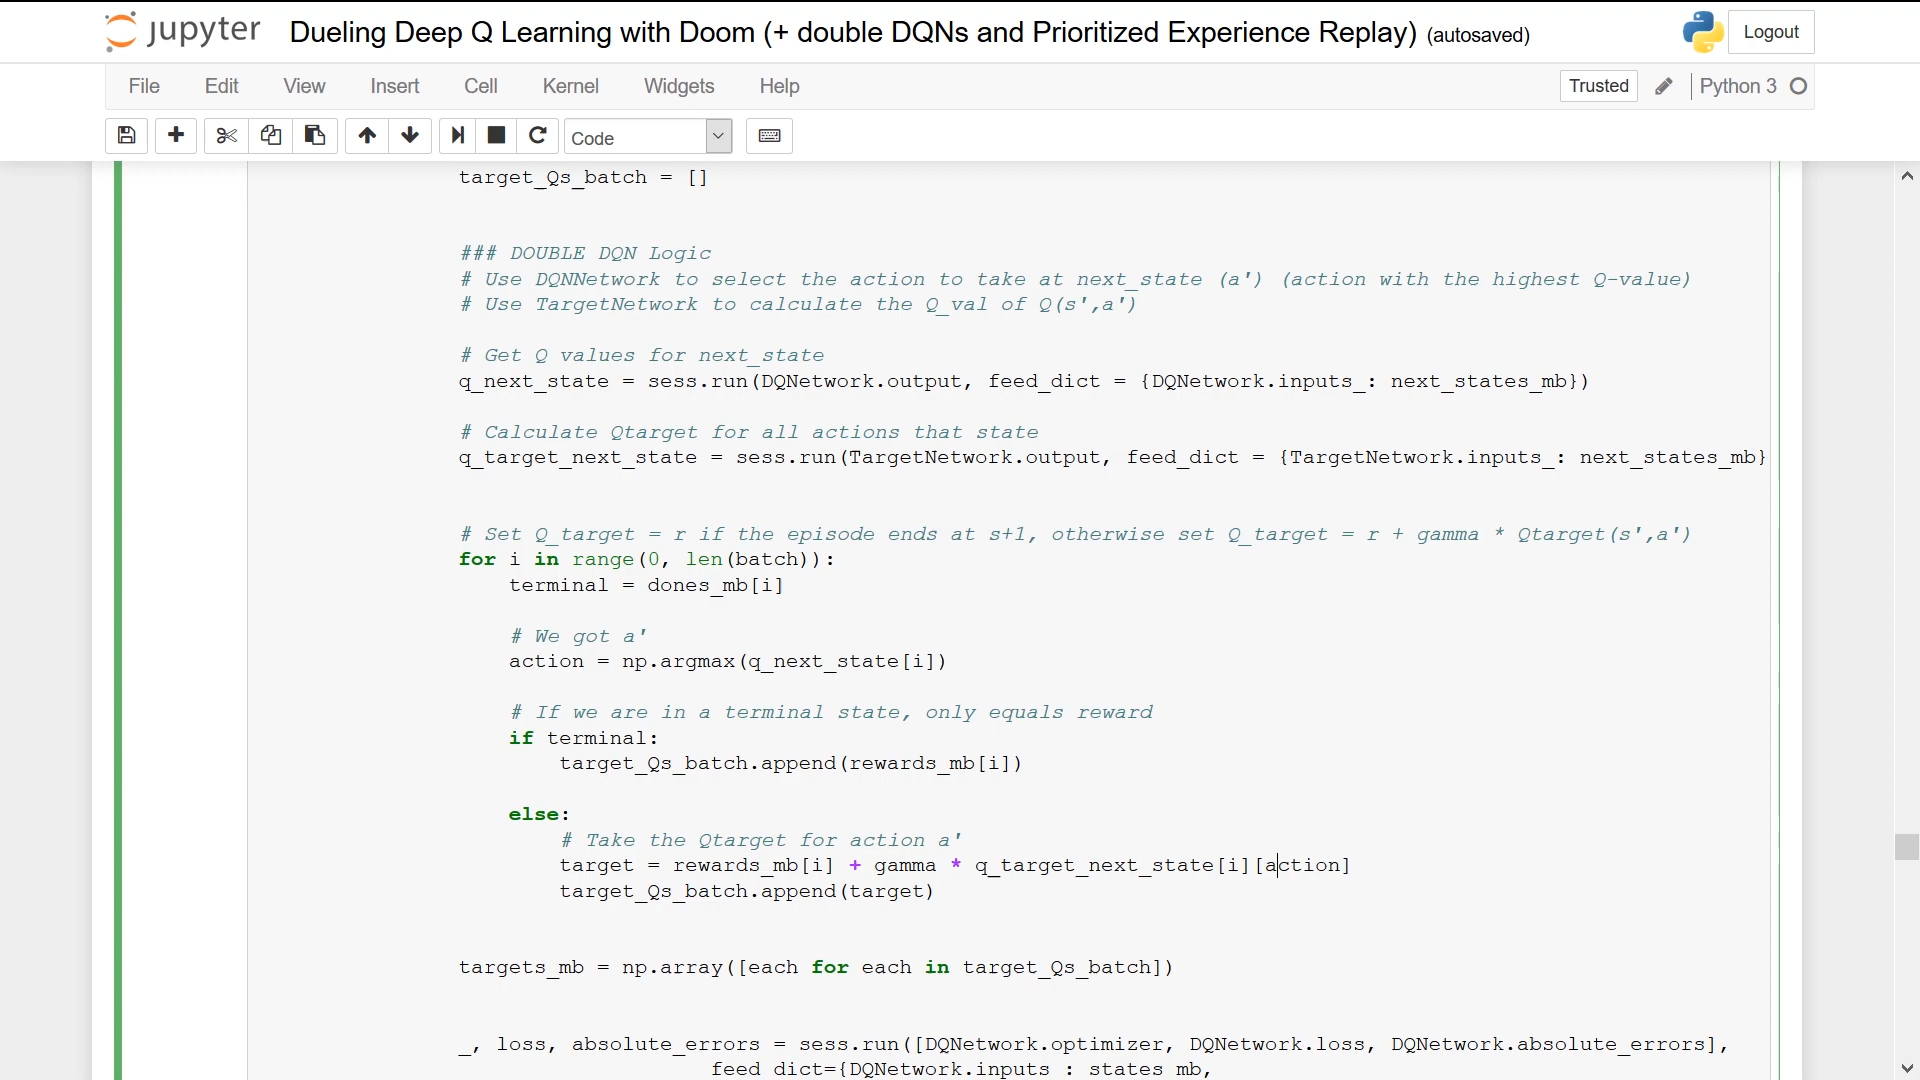 jupyter Dueling Deep Q Learning with Doom (+ double DQNs and Prioritized Experience Replay) (autosaved) Logout
File Edit View Insert Cell Kernel Widgets Help Trusted Python 3
Code
target_Qs_batch = []
### DOUBLE DQN Logic
# Use DQNNetwork to select the action to take at next_state (a') (action with the highest Q-value)
# Use TargetNetwork to calculate the Q_val of Q(s',a')
# Get Q values for next_state
q_next_state = sess.run(DQNetwork.output, feed_dict = {DQNetwork.inputs_: next_states_mb})
# Calculate Qtarget for all actions that state
q_target_next_state = sess.run(TargetNetwork.output, feed_dict = {TargetNetwork.inputs_: next_states_mb}
# Set Q_target = r if the episode ends at s+1, otherwise set Q_target = r + gamma * Qtarget(s',a')
for i in range(0, len(batch)):
terminal = dones_mb[i]
# We got a'
action = np.argmax(q_next_state[i])
# If we are in a terminal state, only equals reward
if terminal:
target_Qs_batch.append(rewards_mb[i])
else:
# Take the Qtarget for action a'
target = rewards_mb[i] + gamma * q_target_next_state[i][action]
target_Qs_batch.append(target)
targets_mb = np.array([each for each in target_Qs_batch])
_, loss, absolute_errors = sess.run([DQNetwork.optimizer, DQNetwork.loss, DQNetwork.absolute_errors],
feed_dict={DQNetwork.inputs_: states_mb,